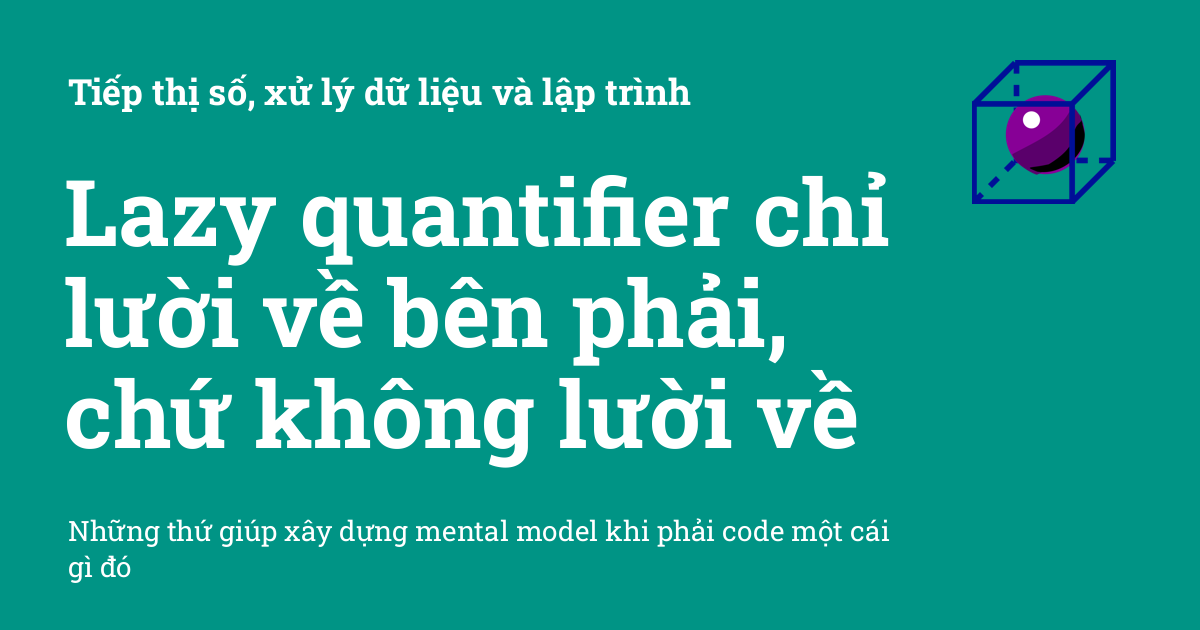 Tiếp thị số, xử lý dữ liệu và lập trình
Lazy quantifier chỉ
lười về bên phải,
chứ không lười về
Những thứ giúp xây dựng mental model khi phải code một cái
gì đó